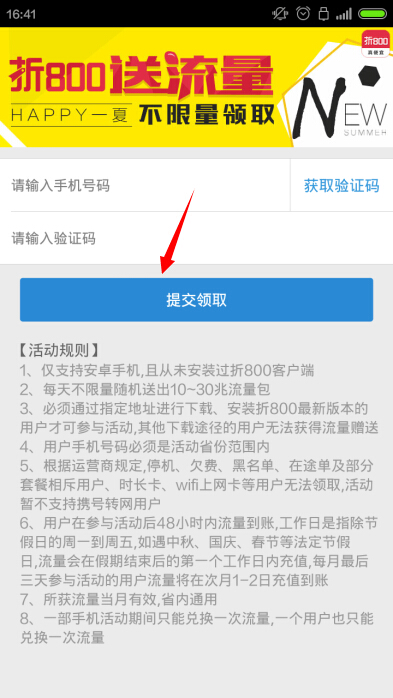 16:41
折800
真便宜
折800送流量
HAPPY一夏 不限量领取
NEW
SUMMER
请输入手机号码 获取验证码
请输入验证码
提交领取
【活动规则】
1、仅支持安卓手机,且从未安装过折800客户端
2、每天不限量随机送出10~30兆流量包
3、必须通过指定地址进行下载、安装折800最新版本的
用户才可参与活动,其他下载途径的用户无法获得流量赠送
4、用户手机号码必须是活动省份范围内
5、根据运营商规定,停机、欠费、黑名单、在途单及部分
套餐相斥用户、时长卡、wifi上网卡等用户无法领取,活动
暂不支持携号转网用户
6、用户在参与活动后48小时内流量到账,工作日是指除节
假日的周一到周五,如遇中秋、国庆、春节等法定节假
日,流量会在假期结束后的第一个工作日内充值,每月最后
三天参与活动的用户流量将在次月1-2日充值到账
7、所获流量当月有效,省内通用
8、一部手机活动期间只能兑换一次流量,一个用户也只能
兑换一次流量